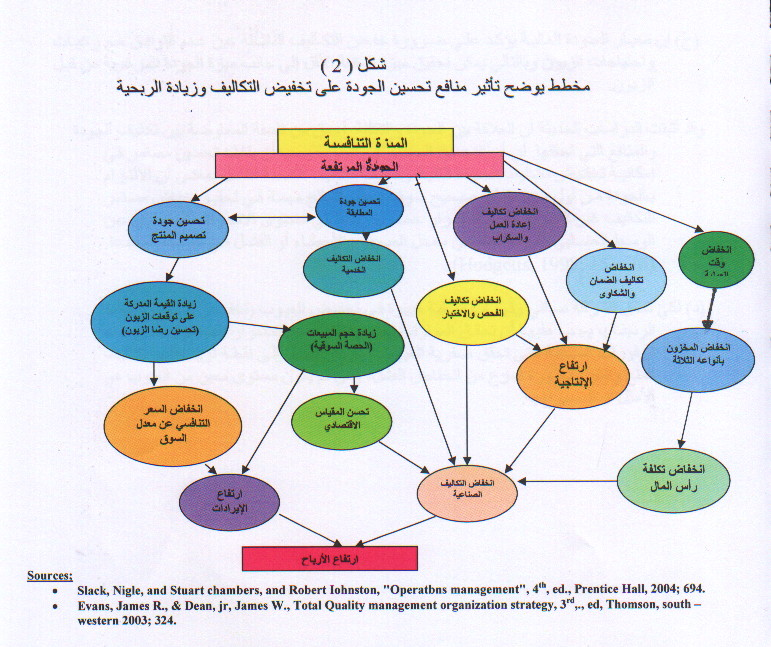 شكل ( 2 )
مخطط يوضح تأثير منافع تحسين الجودة على تخفيض التكاليف وزيادة الربحية
الميزة التنافسية
الجودة المرتفعة
تحسين جودة
تصميم المنتج
تحسين جودة
المطابقة
انخفاض تكاليف
إعادة العمل
والسكراب
انخفاض
وقت
انخفاض التكاليف
الخدمية
انخفاض
تكاليف الضمان
والشكاوى
زيادة القيمة المدركة
على توقعات الزبون
(تحسين رضا الزبون)
انخفاض تكاليف
الفحص والاختبار
زيادة حجم المبيعات
(الحصة السوقية)
انخفاض المخزون
بأنواعه الثلاثة
ارتفاع
الإنتاجية
انخفاض السعر
التنافسي عن معدل
السوق
تحسن المقياس
الاقتصادي
انخفاض تكلفة
رأس المال
ارتفاع
الإيرادات
انخفاض التكاليف
الصناعية
ارتفاع الأرباح
Sources:
• Slack, Nigle, and Stuart chambers, and Robert Iohnston, "Operatbns management", 4th, ed., Prentice Hall, 2004; 694.
• Evans, James R., & Dean, jr, James W., Total Quality management organization strategy, 3rd,., ed, Thomson, south –
western 2003; 324.